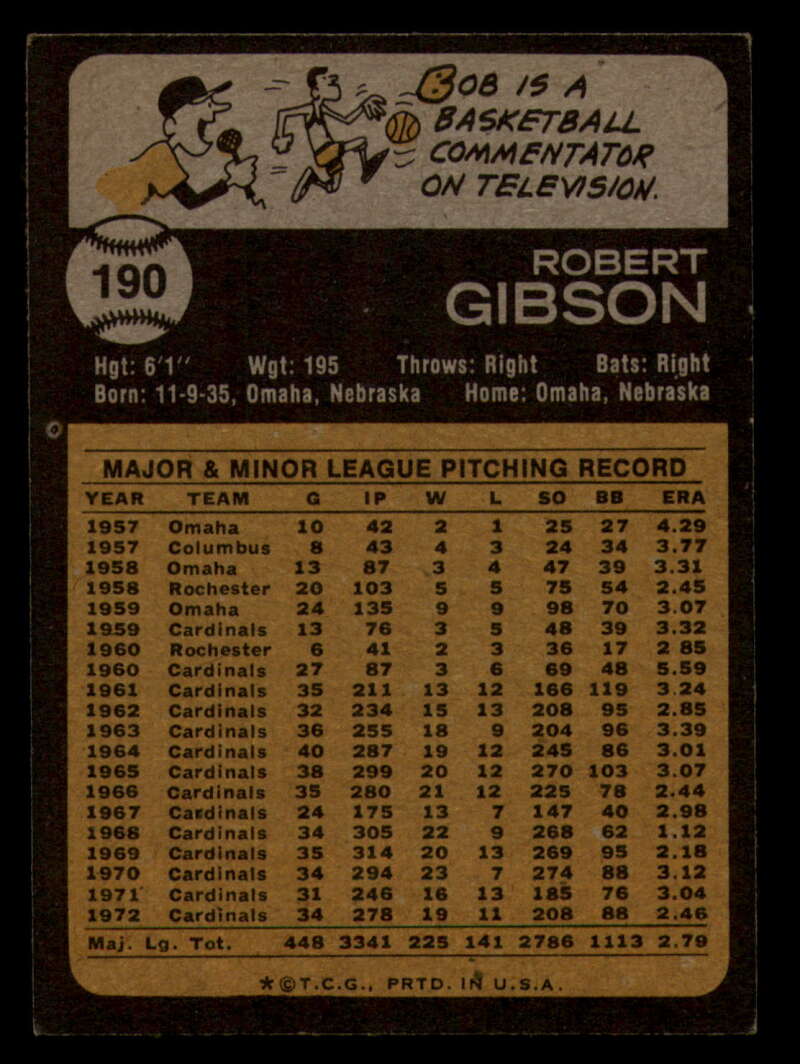 BOB IS A
BASKETBALL
COMMENTATOR
ON TELEVISION.
190
ROBERT
GIBSON
Hgt: 6'1" Wgt: 195 Throws: Right Bats: Right
Born: 11-9-35, Omaha, Nebraska Home: Omaha, Nebraska
MAJOR & MINOR LEAGUE PITCHING RECORD
YEAR TEAM G IP W L SO BB ERA
1957 Omaha 10 42 2 1 25 27 4.29
1957 Columbus 8 43 4 3 24 34 3.77
1958 Omaha 13 87 3 4 47 39 3.31
1958 Rochester 20 103 5 5 75 54 2.45
1959 Omaha 24 135 9 9 98 70 3.07
1959 Cardinals 13 76 3 5 48 39 3.32
1960 Rochester 6 41 2 3 36 17 2 85
1960 Cardinals 27 87 3 6 69 48 5.59
1961 Cardinals 35 211 13 12 166 119 3.24
1962 Cardinals 32 234 15 13 208 95 2.85
1963 Cardinals 36 255 18 9 204 96 3.39
1964 Cardinals 40 287 19 12 245 86 3.01
1965 Cardinals 38 299 20 12 270 103 3.07
1966 Cardinals 35 280 21 12 225 78 2.44
1967 Cardinals 24 175 13 7 147 40 2.98
1968 Cardinals 34 305 22 9 268 62 1.12
1969 Cardinals 35 314 20 13 269 95 2.18
1970 Cardinals 34 294 23 7 274 88 3.12
1971 Cardinals 31 246 16 13 185 76 3.04
1972 Cardinals 34 278 19 11 208 88 2.46
Maj. Lg. Tot. 448 3341 225 141 2786 1113 2.79
*©T.C.G., PRTD. IN U.S.A.